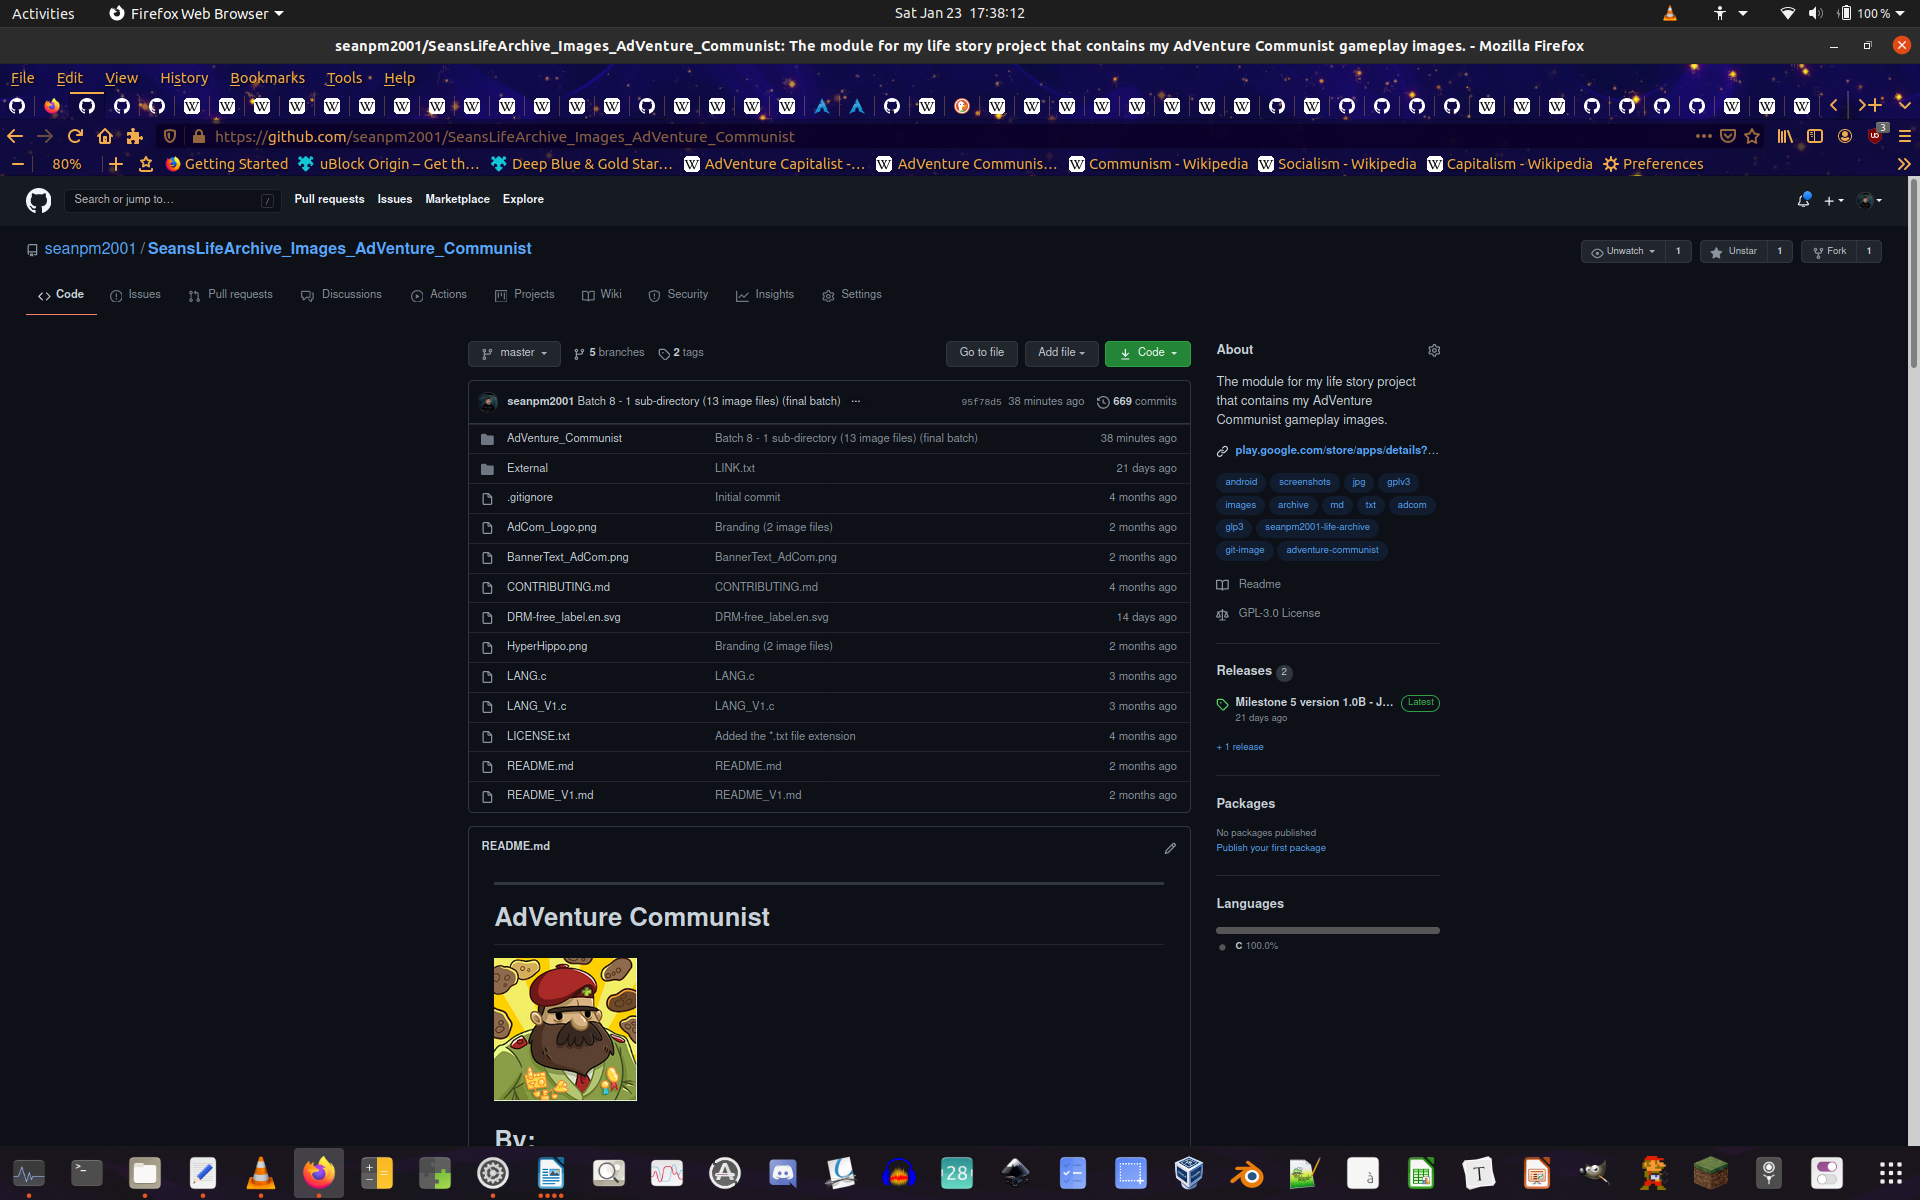 Activities Firefox Web Browser Sat Jan 23 17:38:12 100 %
seanpm2001/SeansLifeArchive_Images_AdVenture_Communist: The module for my life story project that contains my AdVenture Communist gameplay images. - Mozilla Firefox
File Edit View History Bookmarks Tools Help
https://github.com/seanpm2001/SeansLifeArchive_Images_AdVenture_Communist 3
80% Getting Started uBlock Origin – Get th… Deep Blue & Gold Star… AdVenture Capitalist -… AdVenture Communis… Communism - Wikipedia Socialism - Wikipedia Capitalism - Wikipedia Preferences
Search or jump to… / Pull requests Issues Marketplace Explore
seanpm2001 / SeansLifeArchive_Images_AdVenture_Communist Unwatch 1 Unstar 1 Fork 1
Code Issues Pull requests Discussions Actions Projects Wiki Security Insights Settings
master 5 branches 2 tags Go to file Add file Code
seanpm2001 Batch 8 - 1 sub-directory (13 image files) (final batch) … 95f78d5 38 minutes ago 669 commits
AdVenture_Communist Batch 8 - 1 sub-directory (13 image files) (final batch) 38 minutes ago
External LINK.txt 21 days ago
.gitignore Initial commit 4 months ago
AdCom_Logo.png Branding (2 image files) 2 months ago
BannerText_AdCom.png BannerText_AdCom.png 2 months ago
CONTRIBUTING.md CONTRIBUTING.md 4 months ago
DRM-free_label.en.svg DRM-free_label.en.svg 14 days ago
HyperHippo.png Branding (2 image files) 2 months ago
LANG.c LANG.c 3 months ago
LANG_V1.c LANG_V1.c 3 months ago
LICENSE.txt Added the *.txt file extension 4 months ago
README.md README.md 2 months ago
README_V1.md README_V1.md 2 months ago
README.md
AdVenture Communist
By:
About
The module for my life story project
that contains my AdVenture
Communist gameplay images.
play.google.com/store/apps/details?…
android screenshots jpg gplv3
images archive md txt adcom
glp3 seanpm2001-life-archive
git-image adventure-communist
Readme
GPL-3.0 License
Releases 2
Milestone 5 version 1.0B - J… Latest
21 days ago
+ 1 release
Packages
No packages published
Publish your first package
Languages
C 100.0%
28